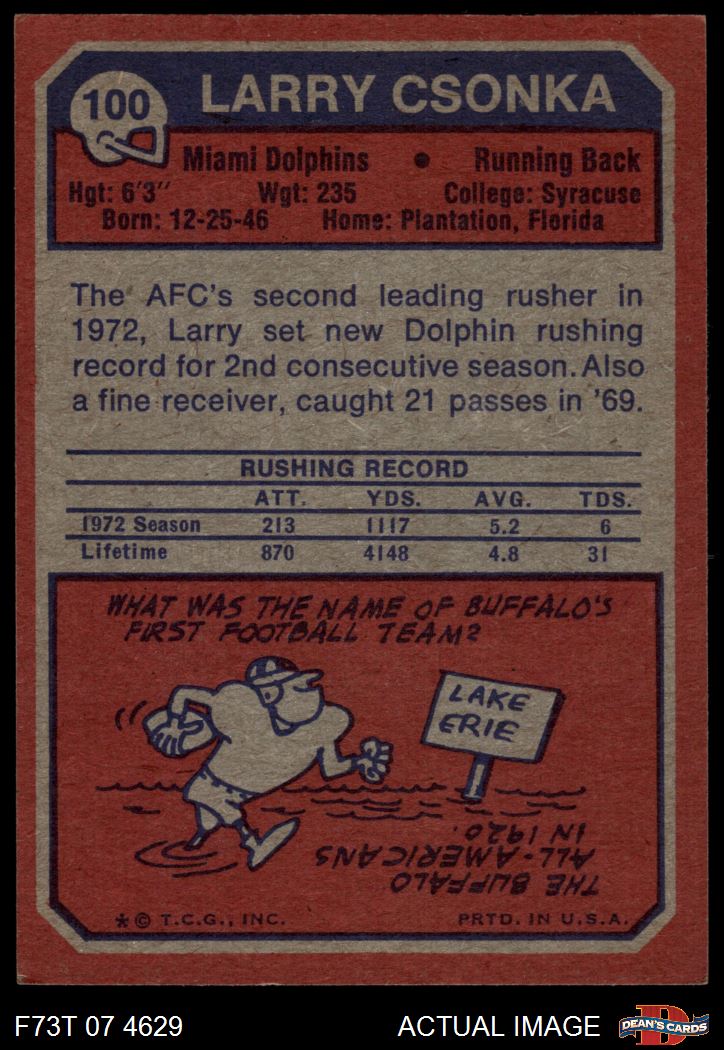 100
LARRY CSONKA
Miami Dolphins • Running Back
Hgt: 6'3" Wgt: 235 College: Syracuse
Born: 12-25-46 Home: Plantation, Florida
The AFC's second leading rusher in
1972, Larry set new Dolphin rushing
record for 2nd consecutive season. Also
a fine receiver, caught 21 passes in '69.
RUSHING RECORD
ATT. YDS. AVG. TDS.
1972 Season 213 1117 5.2 6
Lifetime 870 4148 4.8 31
WHAT WAS THE NAME OF BUFFALO'S
FIRST FOOTBALL TEAM?
LAKE
ERIE
THE BUFFALO
ALL-AMERICANS
IN 1920.
* © T.C.G., INC. PRTD. IN U.S.A.
F73T 07 4629 ACTUAL IMAGE
D
DEAN'S CARDS